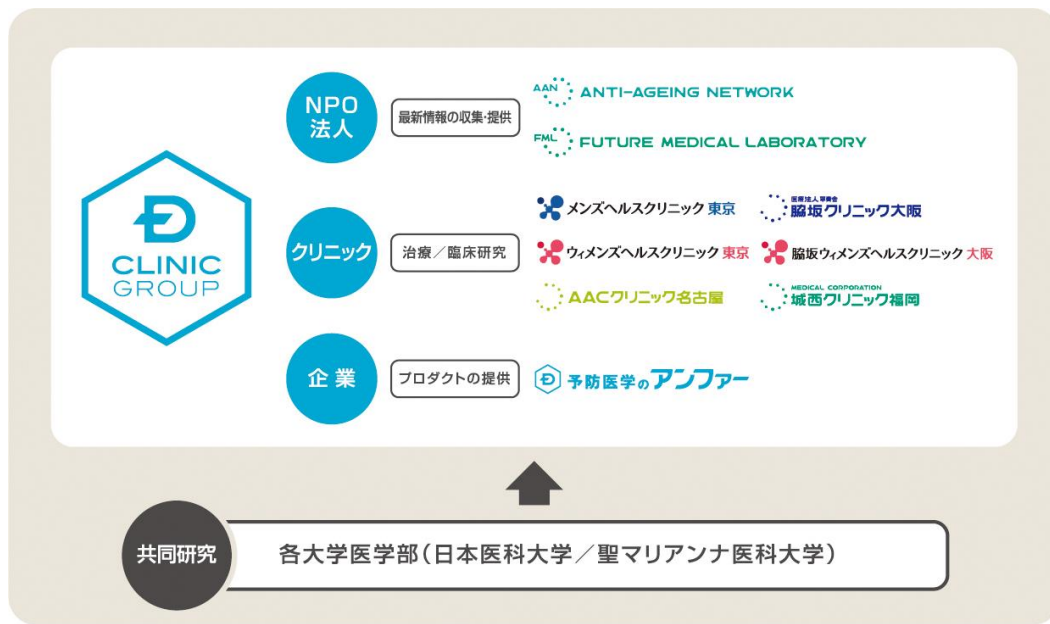 NPO
法人
最新情報の収集・提供
AAN ANTI-AGEING NETWORK
FML FUTURE MEDICAL LABORATORY
CLINIC
GROUP
クリニック
治療／臨床研究
メンズヘルスクリニック 東京
脇坂クリニック大阪
ウィメンズヘルスクリニック 東京
脇坂ウィメンズヘルスクリニック 大阪
AACクリニック名古屋
MEDICAL CORPORATION
城西クリニック福岡
企業
プロダクトの提供
予防医学のアンファー
共同研究
各大学医学部（日本医科大学／聖マリアンナ医科大学）